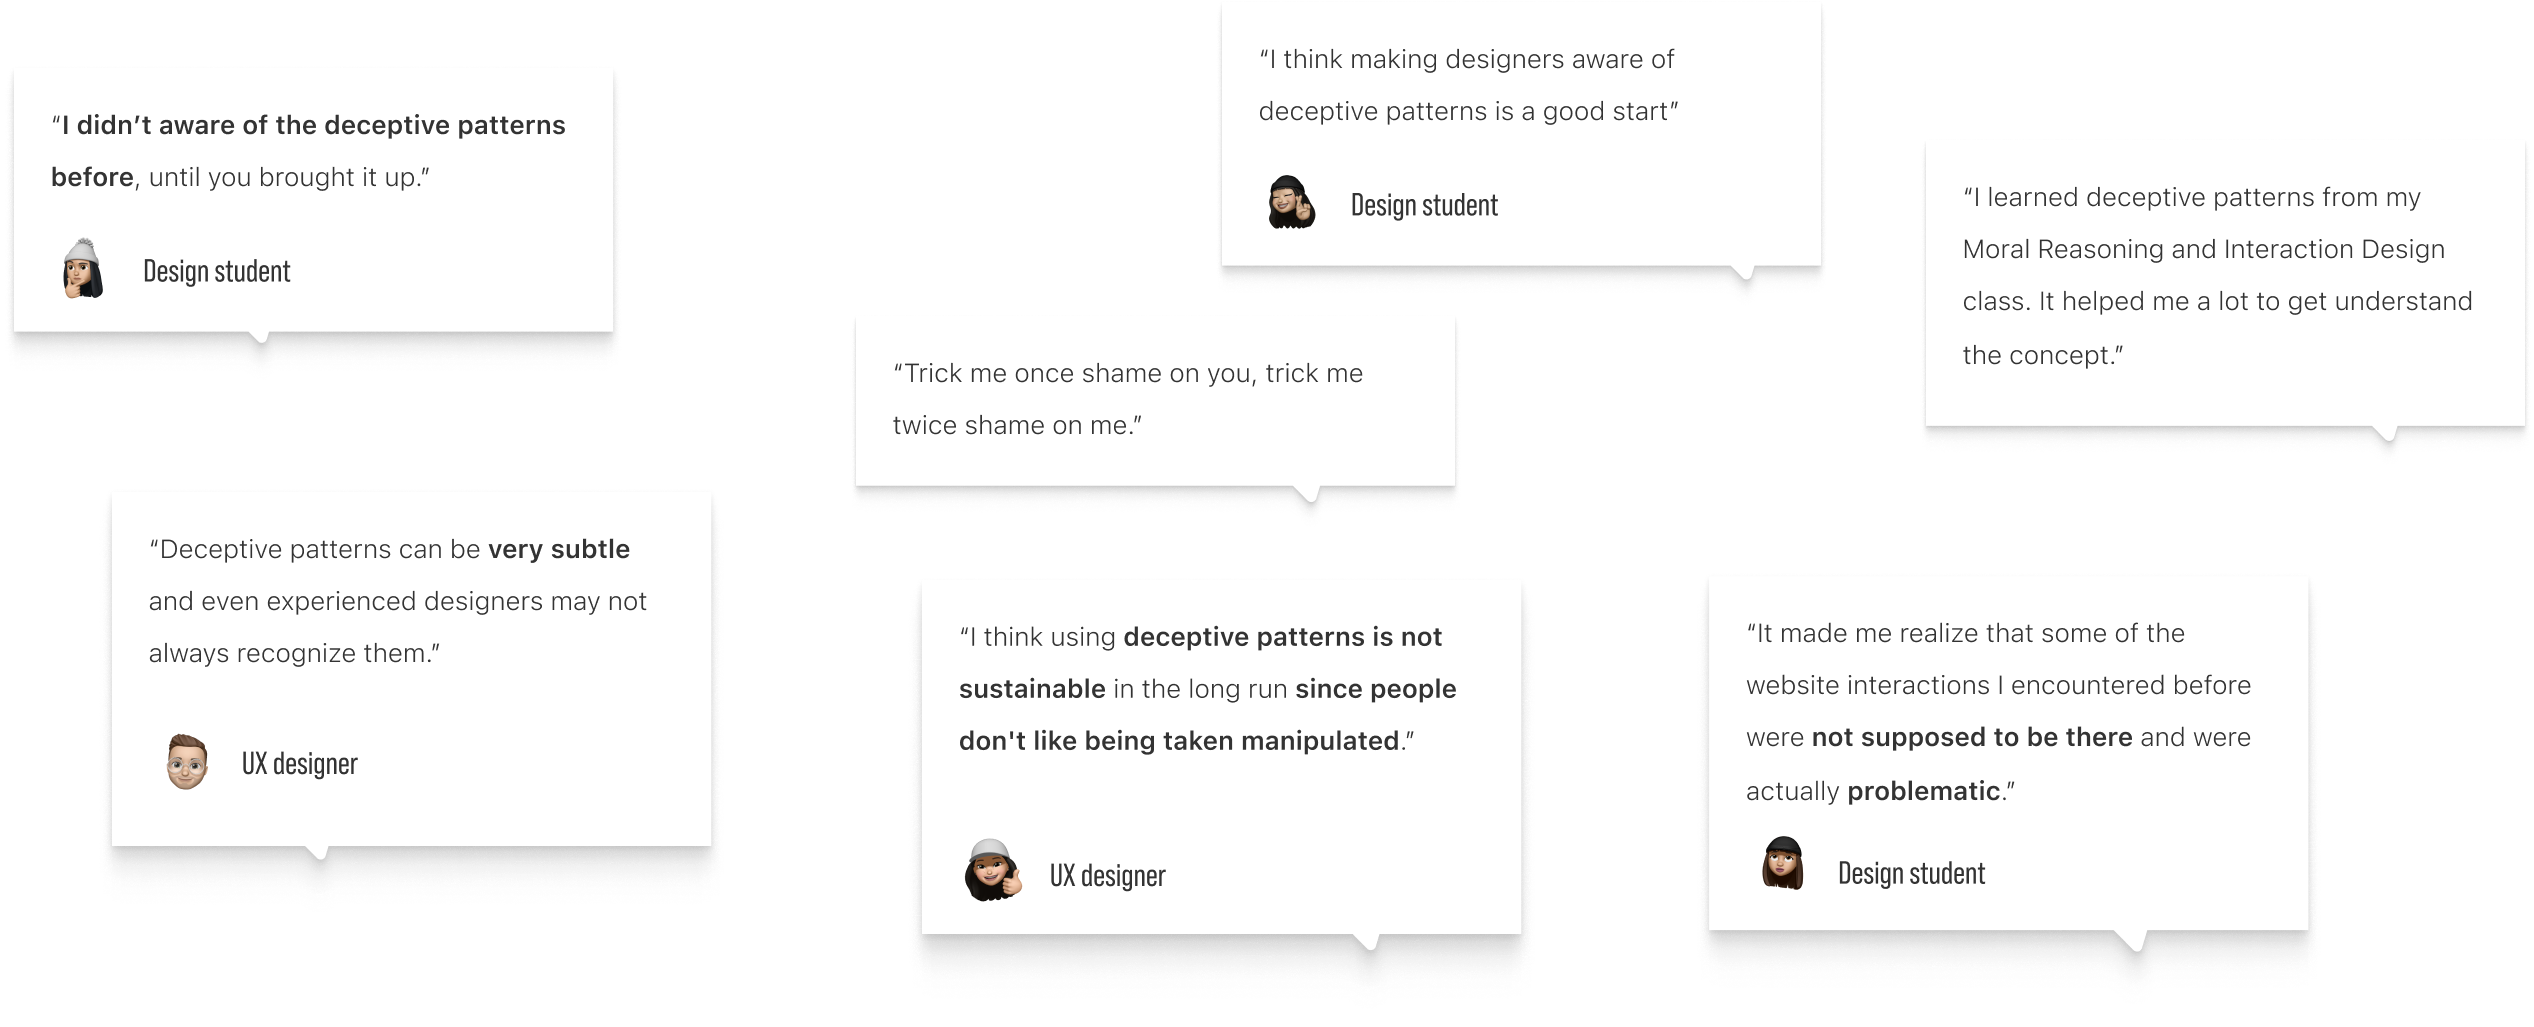 “I didn’t aware of the deceptive patterns
before, until you brought it up.”
Design student
“I think making designers aware of
deceptive patterns is a good start”
Design student
“I learned deceptive patterns from my
Moral Reasoning and Interaction Design
class. It helped me a lot to get understand
the concept.”
“Trick me once shame on you, trick me
twice shame on me.”
“Deceptive patterns can be very subtle
and even experienced designers may not
always recognize them.”
UX designer
“I think using deceptive patterns is not
sustainable in the long run since people
don't like being taken manipulated.”
UX designer
“It made me realize that some of the
website interactions I encountered before
were not supposed to be there and were
actually problematic.”
Design student